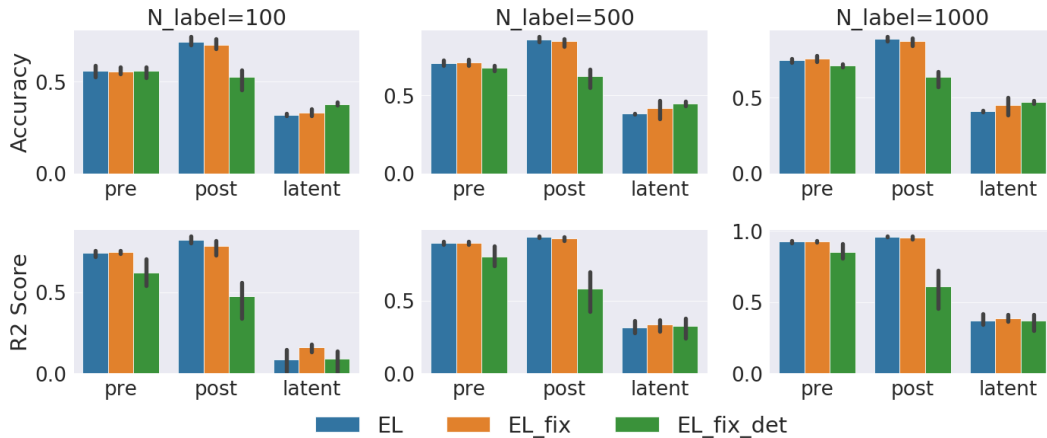 N_label=100 N_label=500 N_label=1000
Accuracy
0.5 0.5 0.5
0.0 0.0 0.0
pre post latent pre post latent pre post latent
R2 Score
1.0
0.5 0.5 0.5
0.0 0.0 0.0
pre post latent pre post latent pre post latent
EL EL_fix EL_fix_det